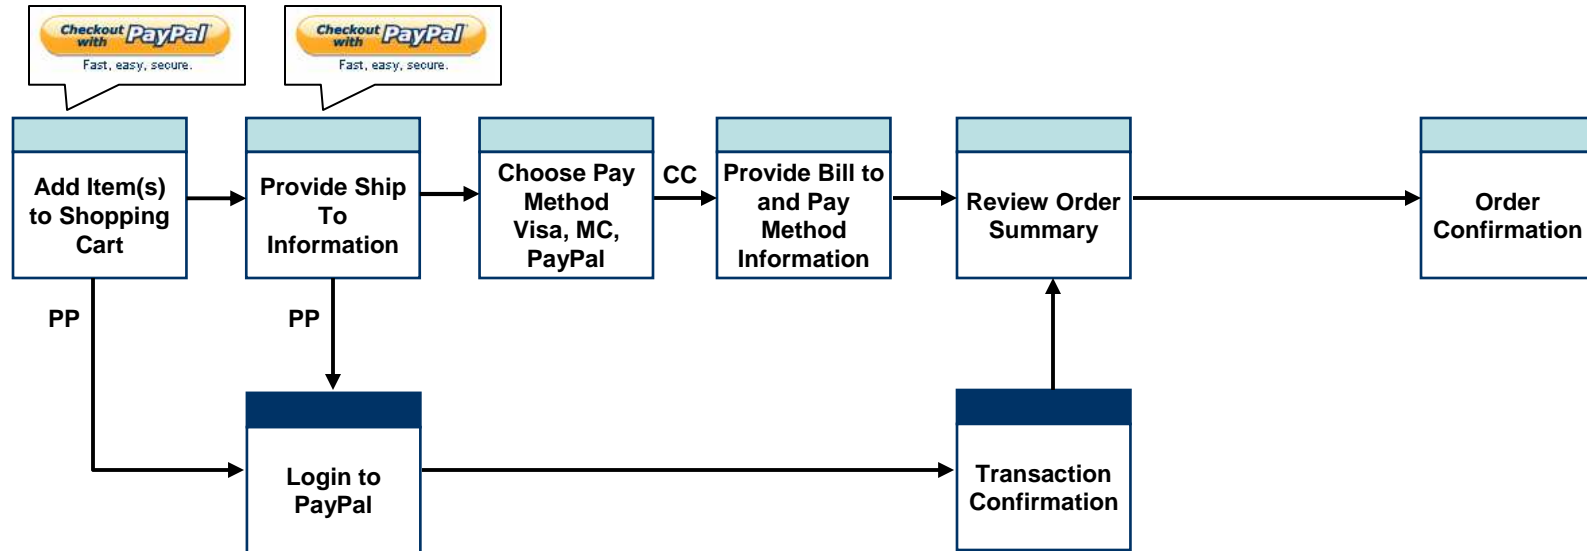 Checkout
with PayPal
Fast, easy, secure.
Checkout
with PayPal
Fast, easy, secure.
Add Item(s)
to Shopping
Cart
Provide Ship
To
Information
Choose Pay
Method
Visa, MC,
PayPal
CC
Provide Bill to
and Pay
Method
Information
Review Order
Summary
Order
Confirmation
PP
PP
Login to
PayPal
Transaction
Confirmation